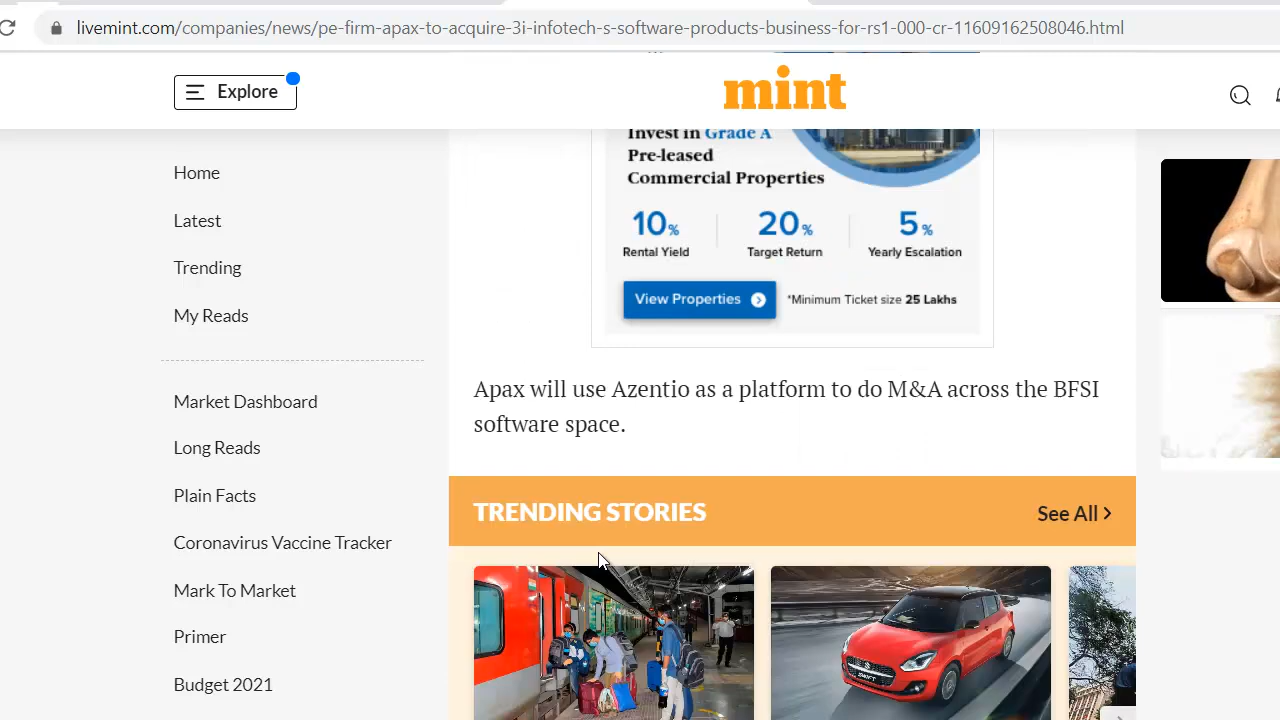 livemint.com/companies/news/pe-firm-apax-to-acquire-3i-infotech-s-software-products-business-for-rs1-000-cr-11609162508046.html
Explore
mint
Home
Latest
Trending
My Reads
Market Dashboard
Long Reads
Plain Facts
Coronavirus Vaccine Tracker
Mark To Market
Primer
Budget 2021
Invest in Grade A
Pre-leased
Commercial Properties
10% 20% 5%
Rental Yield Target Return Yearly Escalation
View Properties *Minimum Ticket size 25 Lakhs
Apax will use Azentio as a platform to do M&A across the BFSI
software space.
TRENDING STORIES See All
SWIFT